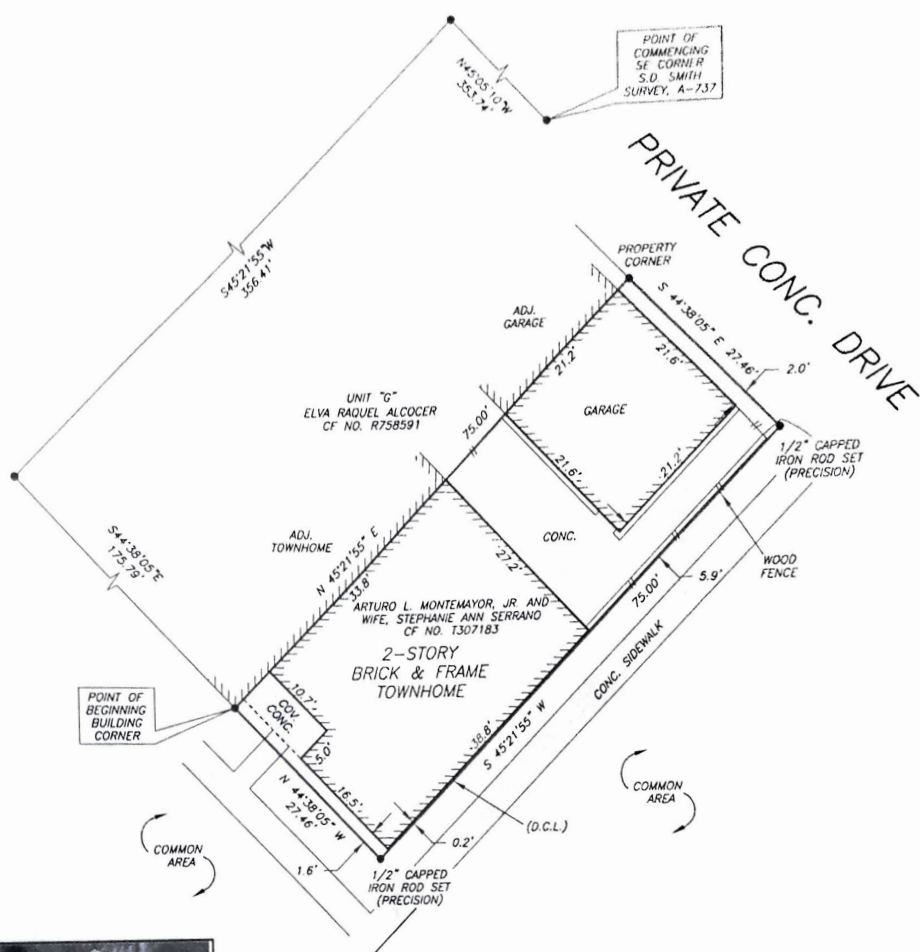 POINT OF
COMMENCING
SE CORNER
S.D. SMITH
SURVEY, A-737
N45°05'10"W
353.74'
PRIVATE CONC. DRIVE
S45°21'55"W
356.41'
PROPERTY
CORNER
S 44°38'05" E 27.46'
2.0'
ADJ.
GARAGE
21.2'
21.6'
GARAGE
UNIT "G"
ELVA RAQUEL ALCOCER
CF NO. R758591
75.00'
21.6'
21.2'
1/2" CAPPED
IRON ROD SET
(PRECISION)
S44°38'05"E
175.79'
ADJ.
TOWNHOME
N 45°21'55" E
33.8'
27.2'
CONC.
WOOD
FENCE
5.9'
75.00'
ARTURO L. MONTEMAYOR, JR. AND
WIFE, STEPHANIE ANN SERRANO
CF NO. T307183
2-STORY
BRICK & FRAME
TOWNHOME
CONC. SIDEWALK
POINT OF
BEGINNING
BUILDING
CORNER
10.7'
COV.
CONC.
5.0'
38.8'
S 45°21'55" W
16.5'
N 44°38'05" W
27.46'
COMMON
AREA
(D.C.L.)
0.2'
COMMON
AREA
1.6'
1/2" CAPPED
IRON ROD SET
(PRECISION)